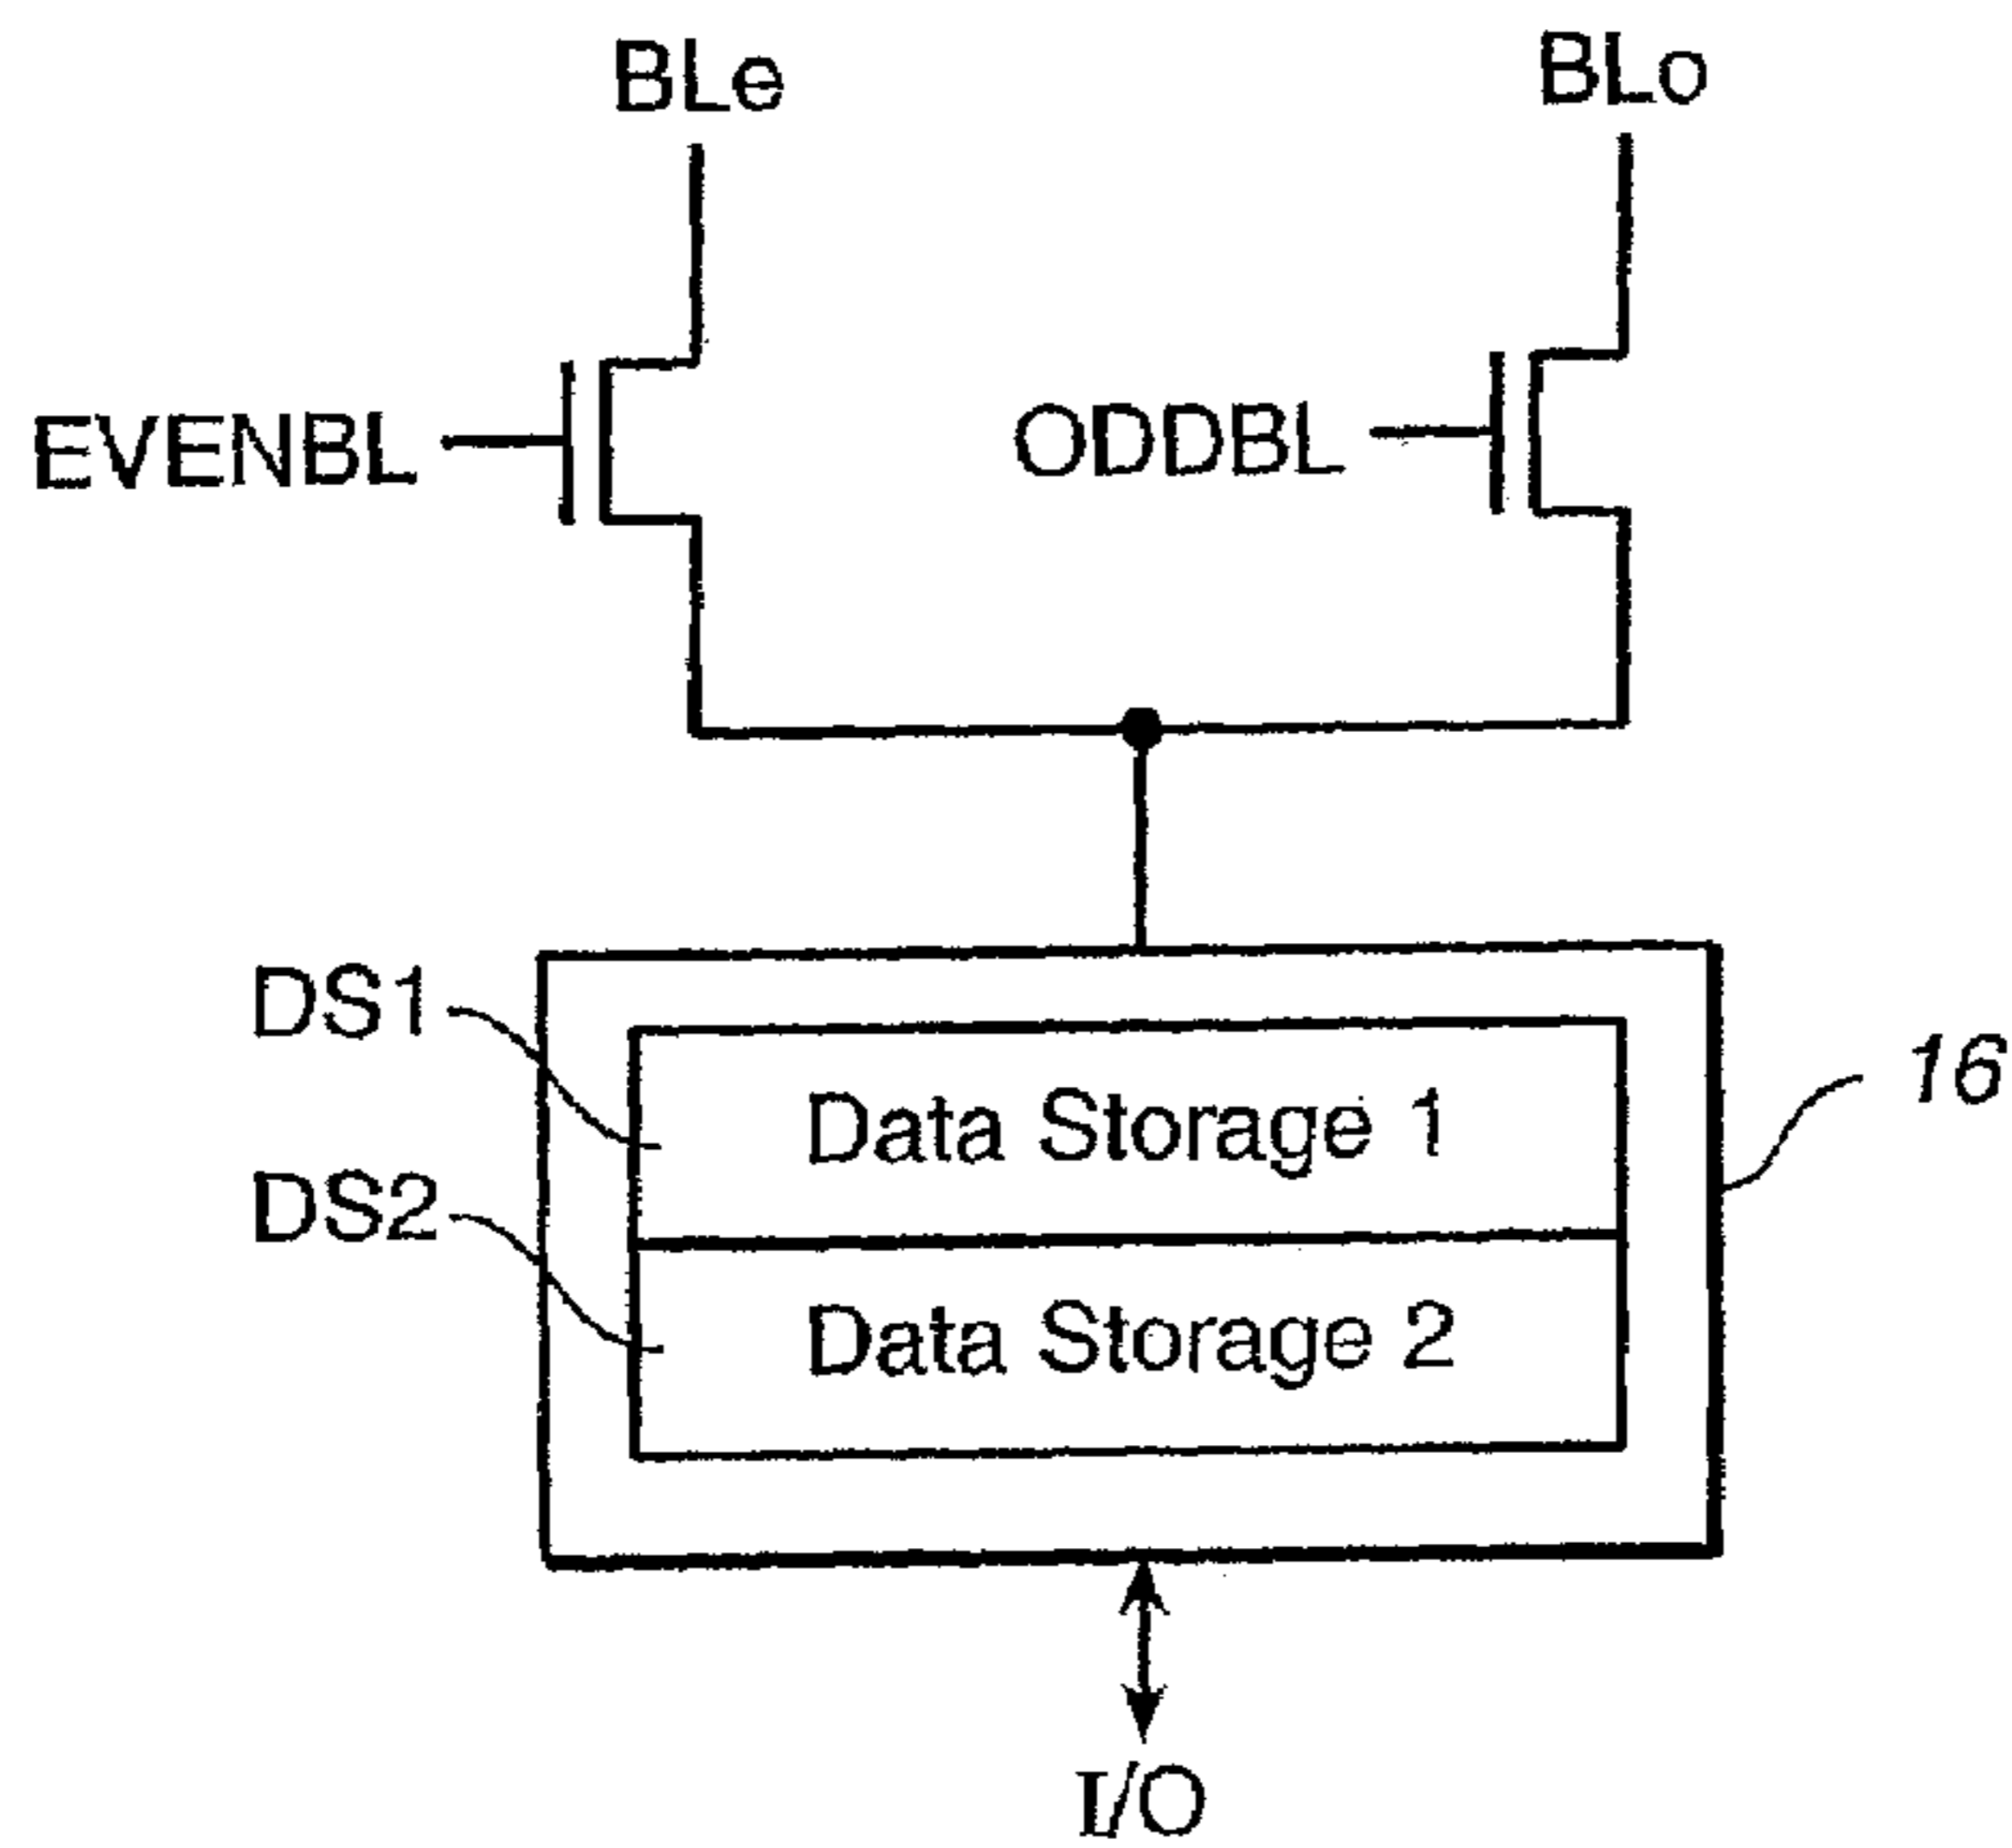 BLe
BLo
EVENBL
ODDBL
DS1
Data Storage 1
16
DS2
Data Storage 2
I/O